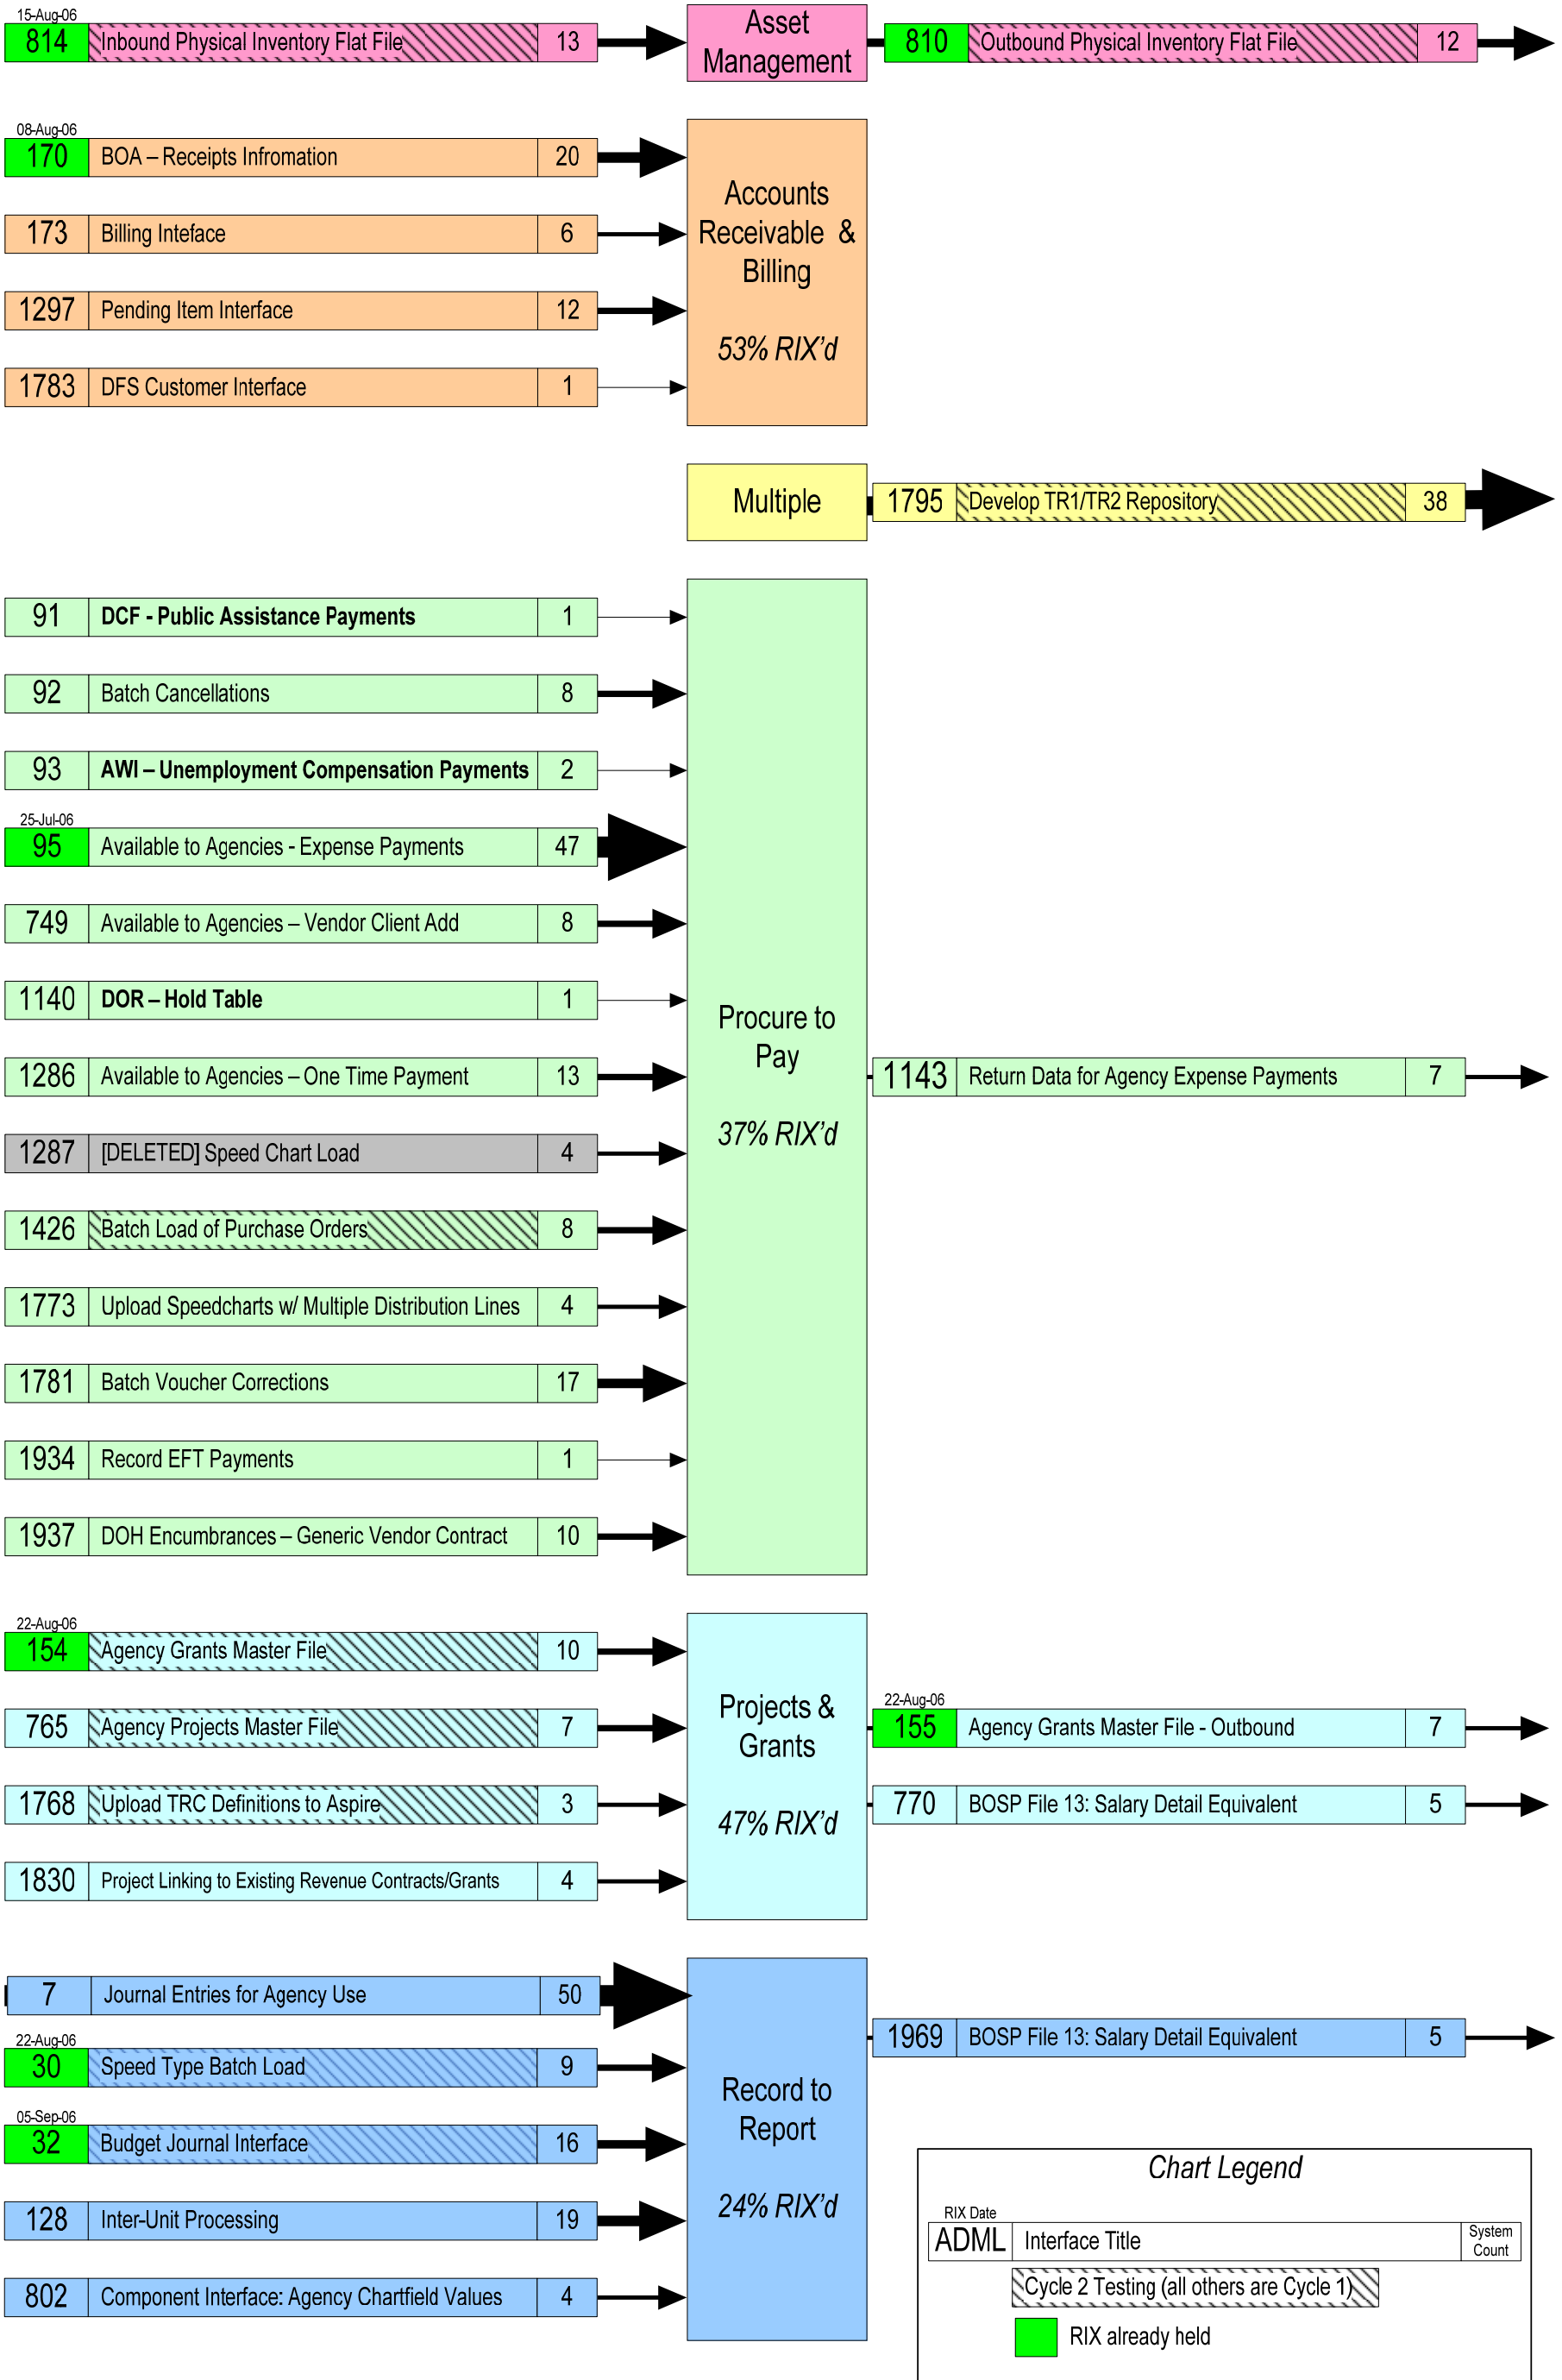 15-Aug-06
814 Inbound Physical Inventory Flat File 13
Asset
Management
810 Outbound Physical Inventory Flat File 12
08-Aug-06
170 BOA – Receipts Infromation 20
173 Billing Inteface 6
1297 Pending Item Interface 12
1783 DFS Customer Interface 1
Accounts
Receivable &
Billing
53% RIX'd
Multiple
1795 Develop TR1/TR2 Repository 38
91 DCF - Public Assistance Payments 1
92 Batch Cancellations 8
93 AWI – Unemployment Compensation Payments 2
25-Jul-06
95 Available to Agencies - Expense Payments 47
749 Available to Agencies – Vendor Client Add 8
1140 DOR – Hold Table 1
1286 Available to Agencies – One Time Payment 13
1287 [DELETED] Speed Chart Load 4
1426 Batch Load of Purchase Orders 8
1773 Upload Speedcharts w/ Multiple Distribution Lines 4
1781 Batch Voucher Corrections 17
1934 Record EFT Payments 1
1937 DOH Encumbrances – Generic Vendor Contract 10
Procure to
Pay
37% RIX'd
1143 Return Data for Agency Expense Payments 7
22-Aug-06
154 Agency Grants Master File 10
765 Agency Projects Master File 7
1768 Upload TRC Definitions to Aspire 3
1830 Project Linking to Existing Revenue Contracts/Grants 4
Projects &
Grants
47% RIX'd
22-Aug-06
155 Agency Grants Master File - Outbound 7
770 BOSP File 13: Salary Detail Equivalent 5
7 Journal Entries for Agency Use 50
22-Aug-06
30 Speed Type Batch Load 9
05-Sep-06
32 Budget Journal Interface 16
128 Inter-Unit Processing 19
802 Component Interface: Agency Chartfield Values 4
Record to
Report
24% RIX'd
1969 BOSP File 13: Salary Detail Equivalent 5
Chart Legend
RIX Date
ADML Interface Title System
Count
Cycle 2 Testing (all others are Cycle 1)
RIX already held